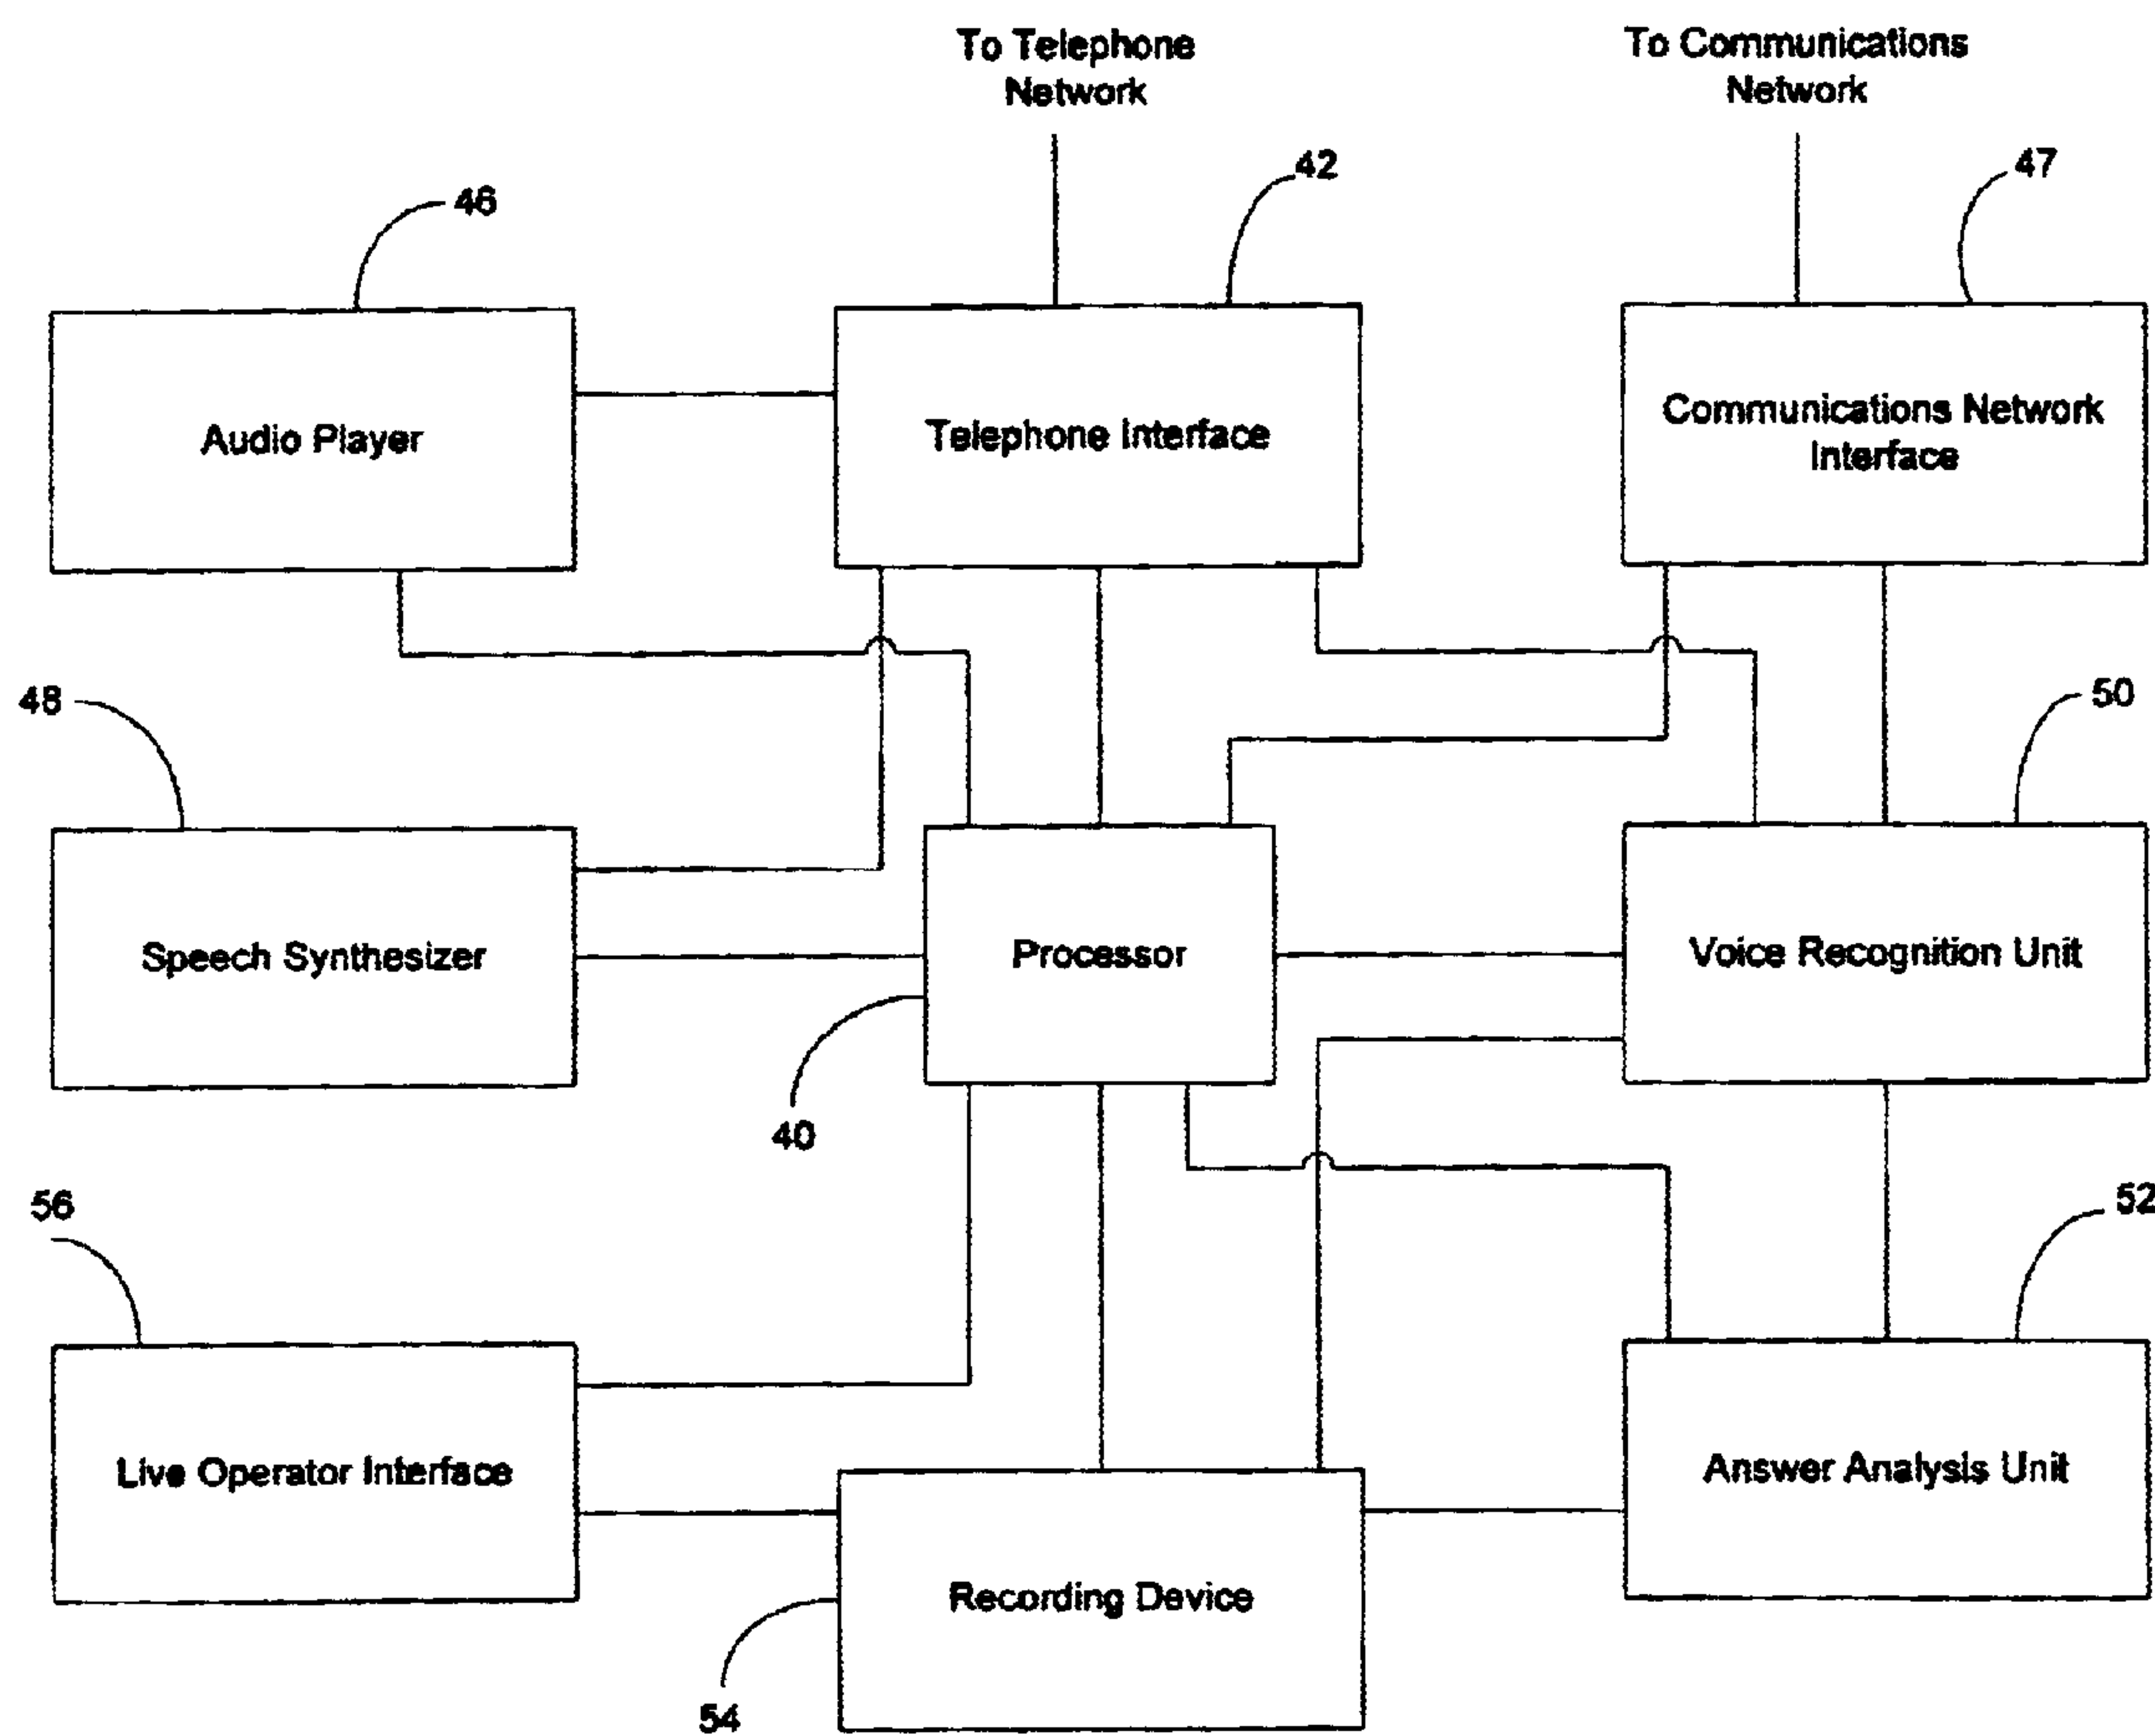 To Telephone
Network
To Communications
Network
42
47
46
Audio Player
Telephone Interface
Communications Network
Interface
48
50
Speech Synthesizer
Processor
Voice Recognition Unit
40
56
52
Live Operator Interface
Recording Device
Answer Analysis Unit
54